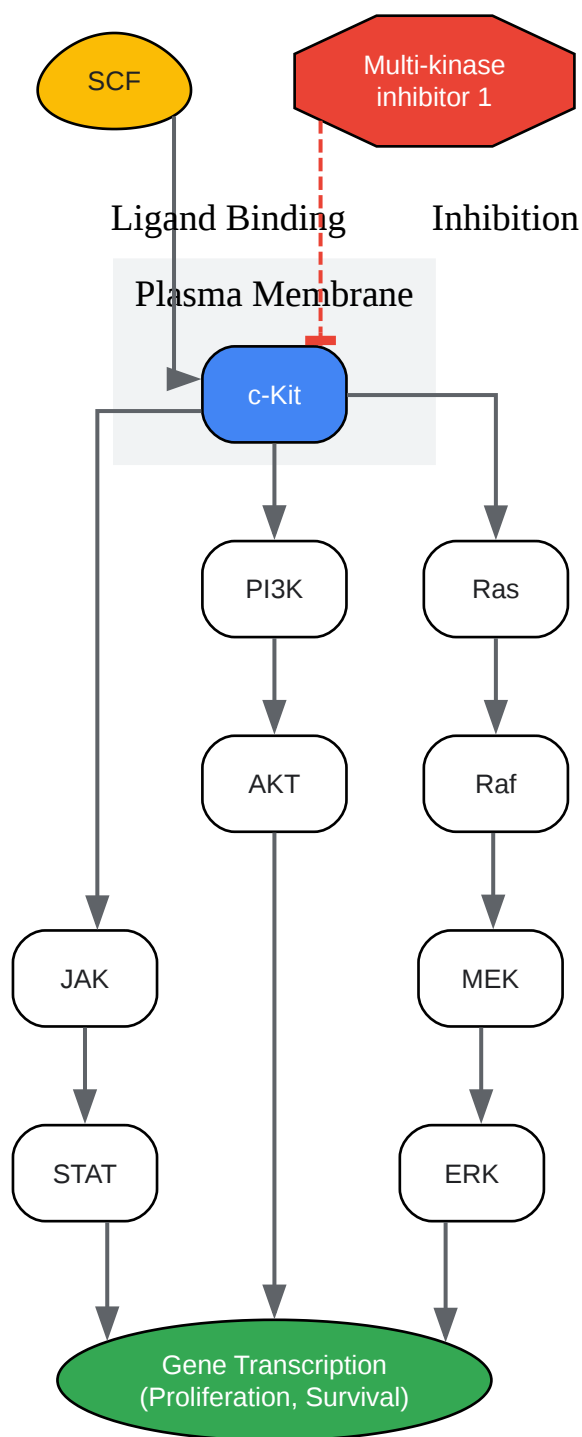 SCF
Multi-kinase
inhibitor 1
Ligand Binding
Inhibition
Plasma Membrane
c-Kit
PI3K
Ras
AKT
Raf
JAK
MEK
STAT
ERK
Gene Transcription
(Proliferation, Survival)